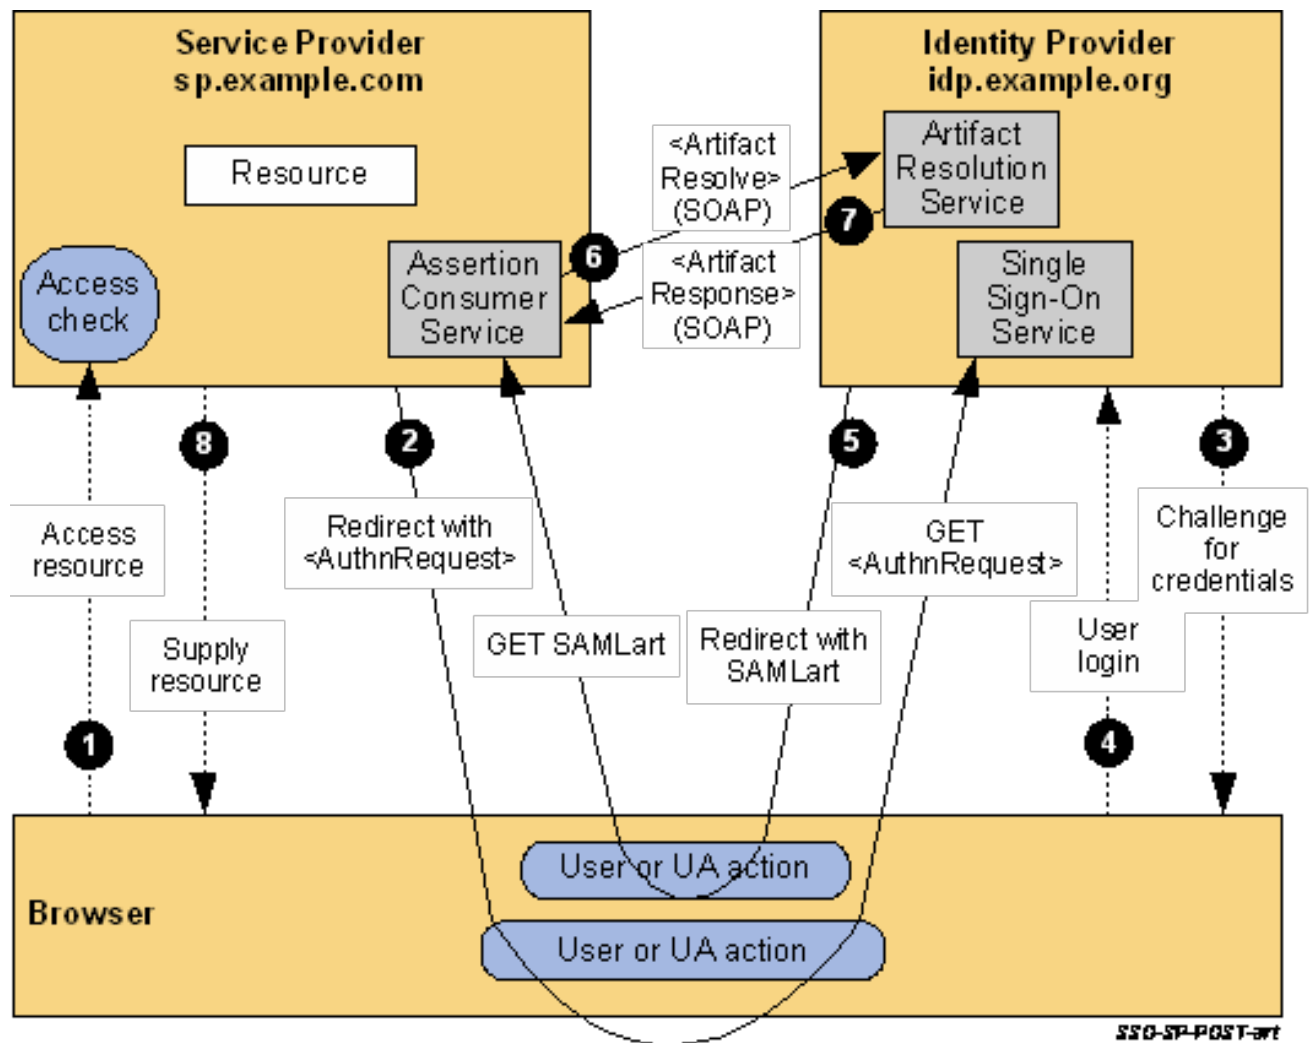 Service Provider
sp.example.com
Identity Provider
idp.example.org
Resource
Access
check
Assertion
Consumer
Service
<Artifact
Resolve>
(SOAP)
<Artifact
Response>
(SOAP)
Artifact
Resolution
Service
Single
Sign-On
Service
6
7
8
2
5
3
Access
resource
Redirect with
<AuthnRequest>
GET
<AuthnRequest>
Challenge
for
credentials
Supply
resource
GET SAMLart
Redirect with
SAMLart
User
login
1
4
User or UA action
Browser
User or UA action
SSO-SP-POST-art